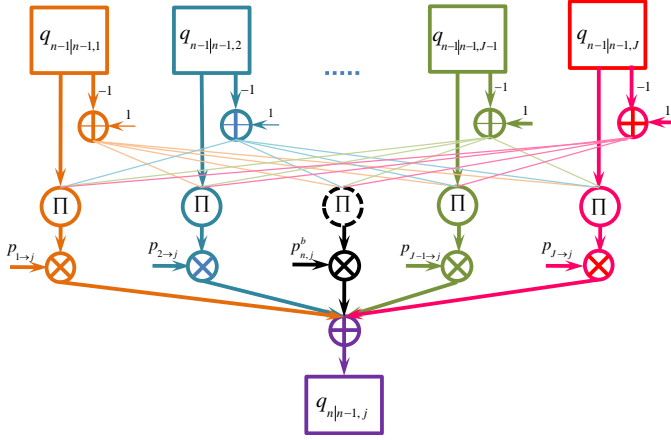 q_{n-1|n-1,1} q_{n-1|n-1,2} q_{n-1|n-1,J-1} q_{n-1|n-1,J}
......
-1 -1 -1 -1
1 1 1 1
Π Π Π Π Π
p_{1→j} p_{2→j} p^b_{n,j} p_{J-1→j} p_{J→j}
q_{n|n-1,j}